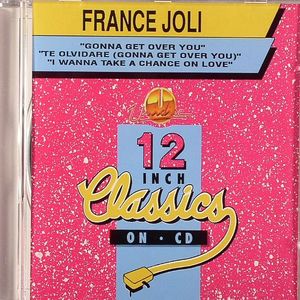 FRANCE JOLI
"GONNA GET OVER YOU"
"TE OLVIDARE (GONNA GET OVER YOU)"
"I WANNA TAKE A CHANCE ON LOVE"
12
INCH
Classics
ON · CD